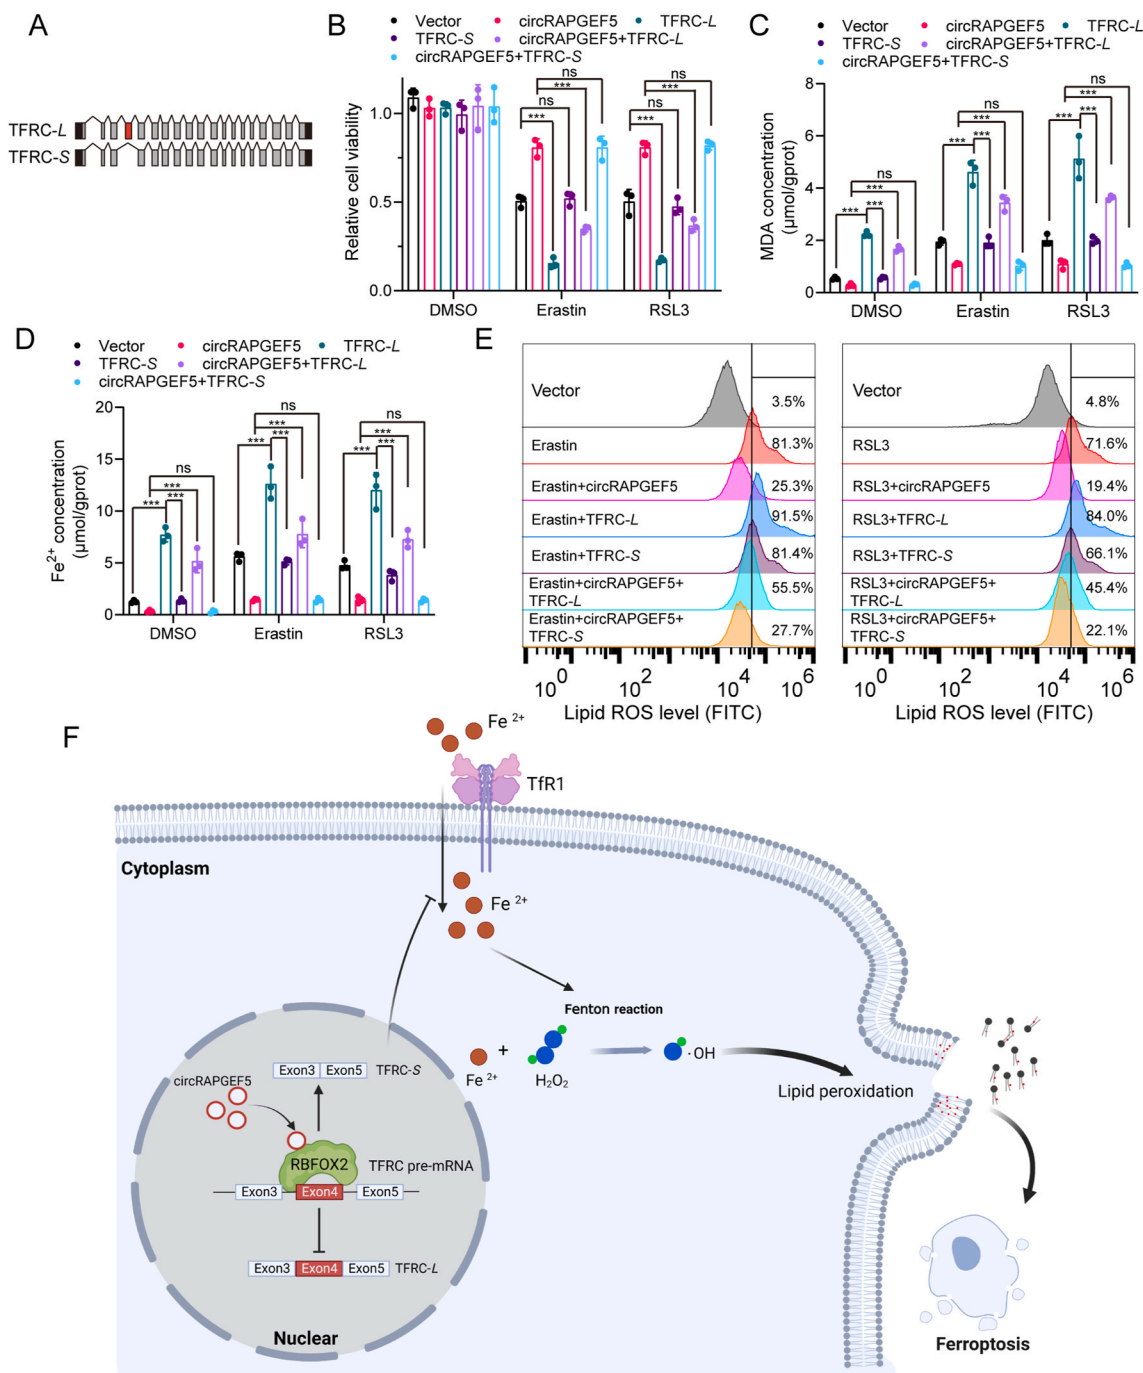 A
TFRC-L
TFRC-S
B
Vector
circRAPGEF5
TFRC-L
TFRC-S
circRAPGEF5+TFRC-L
circRAPGEF5+TFRC-S
Relative cell viability
1.0
0.5
0.0
ns
***
ns
***
ns
***
ns
***
DMSO
Erastin
RSL3
C
Vector
circRAPGEF5
TFRC-L
TFRC-S
circRAPGEF5+TFRC-L
circRAPGEF5+TFRC-S
MDA concentration
(μmol/gprot)
8
6
4
2
0
ns
***
*** ***
ns
***
*** ***
ns
***
*** ***
DMSO
Erastin
RSL3
D
Vector
circRAPGEF5
TFRC-L
TFRC-S
circRAPGEF5+TFRC-L
circRAPGEF5+TFRC-S
Fe2+ concentration
(μmol/gprot)
20
15
10
5
0
ns
***
*** ***
ns
***
*** ***
ns
***
*** ***
DMSO
Erastin
RSL3
E
Vector
3.5%
Erastin
81.3%
Erastin+circRAPGEF5
25.3%
Erastin+TFRC-L
91.5%
Erastin+TFRC-S
81.4%
Erastin+circRAPGEF5+
TFRC-L
55.5%
Erastin+circRAPGEF5+
TFRC-S
27.7%
10^0 10^2 10^4 10^6
Lipid ROS level (FITC)
Vector
4.8%
RSL3
71.6%
RSL3+circRAPGEF5
19.4%
RSL3+TFRC-L
84.0%
RSL3+TFRC-S
66.1%
RSL3+circRAPGEF5+
TFRC-L
45.4%
RSL3+circRAPGEF5+
TFRC-S
22.1%
10^0 10^2 10^4 10^6
Lipid ROS level (FITC)
F
Fe 2+
TfR1
Cytoplasm
Fe 2+
Fenton reaction
Fe 2+
+
H2O2
·OH
Lipid peroxidation
circRAPGEF5
Exon3 Exon5 TFRC-S
RBFOX2
TFRC pre-mRNA
Exon3 Exon4 Exon5
Exon3 Exon4 Exon5 TFRC-L
Nuclear
Ferroptosis